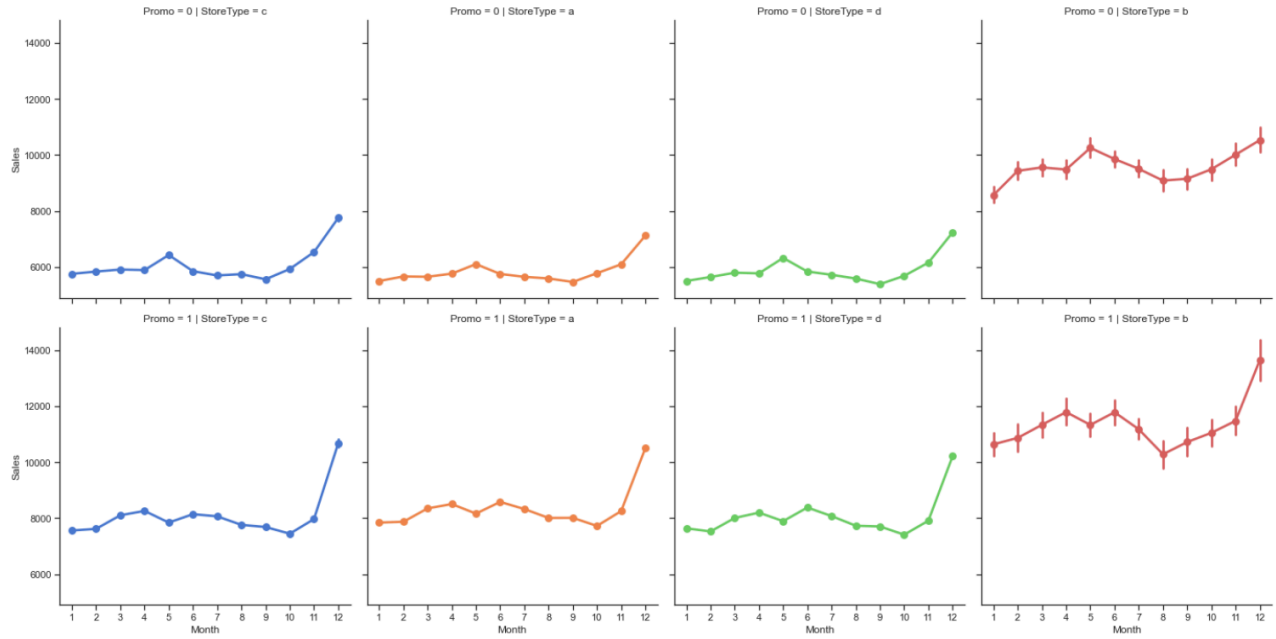 Promo = 0 | StoreType = c
Promo = 0 | StoreType = a
Promo = 0 | StoreType = d
Promo = 0 | StoreType = b
14000
12000
10000
8000
6000
Sales
Promo = 1 | StoreType = c
Promo = 1 | StoreType = a
Promo = 1 | StoreType = d
Promo = 1 | StoreType = b
14000
12000
10000
8000
6000
Sales
1 2 3 4 5 6 7 8 9 10 11 12
Month
1 2 3 4 5 6 7 8 9 10 11 12
Month
1 2 3 4 5 6 7 8 9 10 11 12
Month
1 2 3 4 5 6 7 8 9 10 11 12
Month